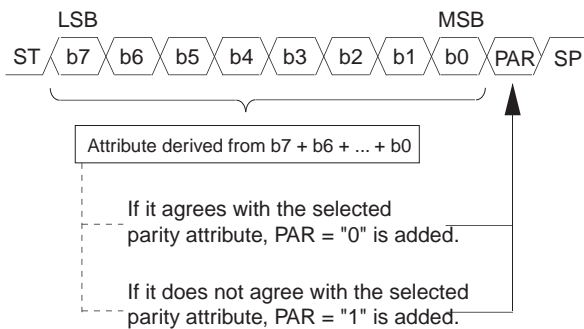 LSB MSB
ST b7 b6 b5 b4 b3 b2 b1 b0 PAR SP
Attribute derived from b7 + b6 + ... + b0
If it agrees with the selected
parity attribute, PAR = "0" is added.
If it does not agree with the selected
parity attribute, PAR = "1" is added.